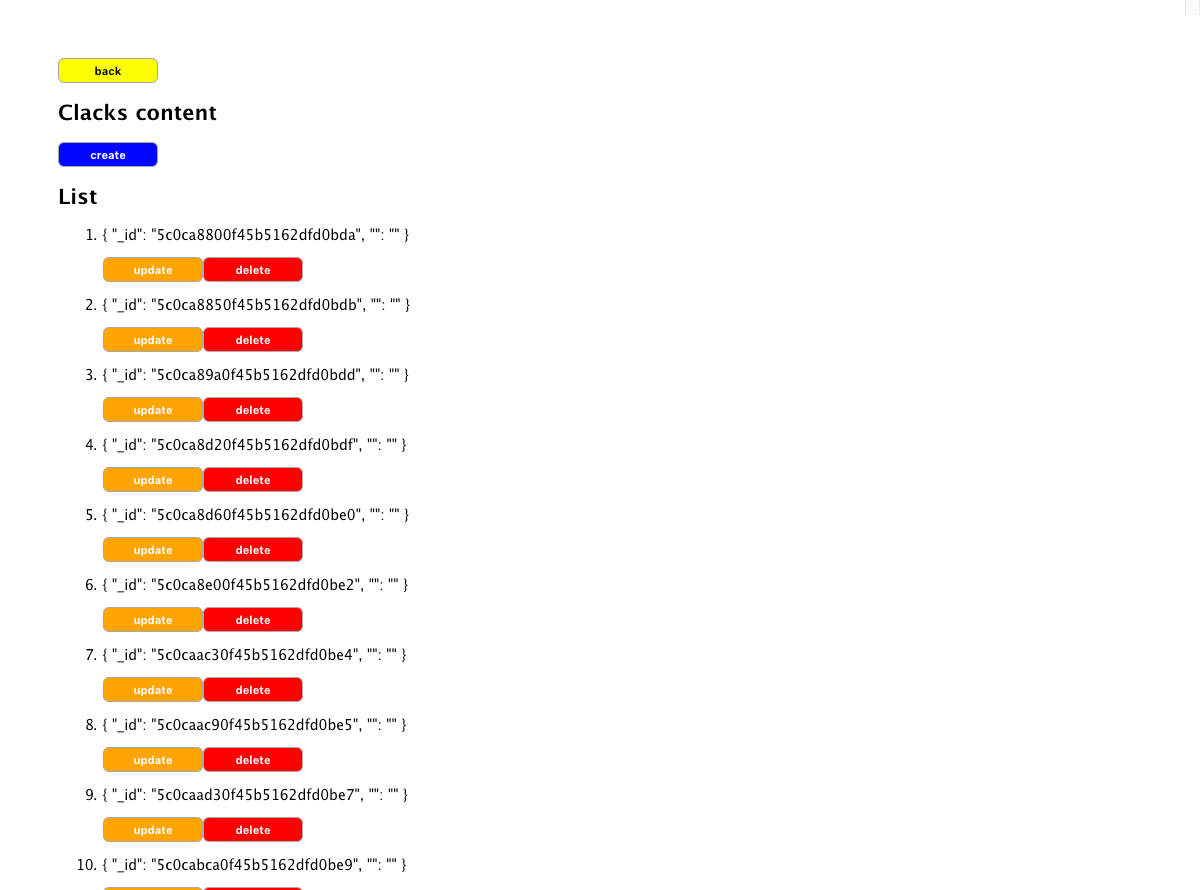 back
Clacks content
create
List
1. { "_id": "5c0ca8800f45b5162dfd0bda", "": "" }
update delete
2. { "_id": "5c0ca8850f45b5162dfd0bdb", "": "" }
update delete
3. { "_id": "5c0ca89a0f45b5162dfd0bdd", "": "" }
update delete
4. { "_id": "5c0ca8d20f45b5162dfd0bdf", "": "" }
update delete
5. { "_id": "5c0ca8d60f45b5162dfd0be0", "": "" }
update delete
6. { "_id": "5c0ca8e00f45b5162dfd0be2", "": "" }
update delete
7. { "_id": "5c0caac30f45b5162dfd0be4", "": "" }
update delete
8. { "_id": "5c0caac90f45b5162dfd0be5", "": "" }
update delete
9. { "_id": "5c0caad30f45b5162dfd0be7", "": "" }
update delete
10. { "_id": "5c0cabca0f45b5162dfd0be9", "": "" }